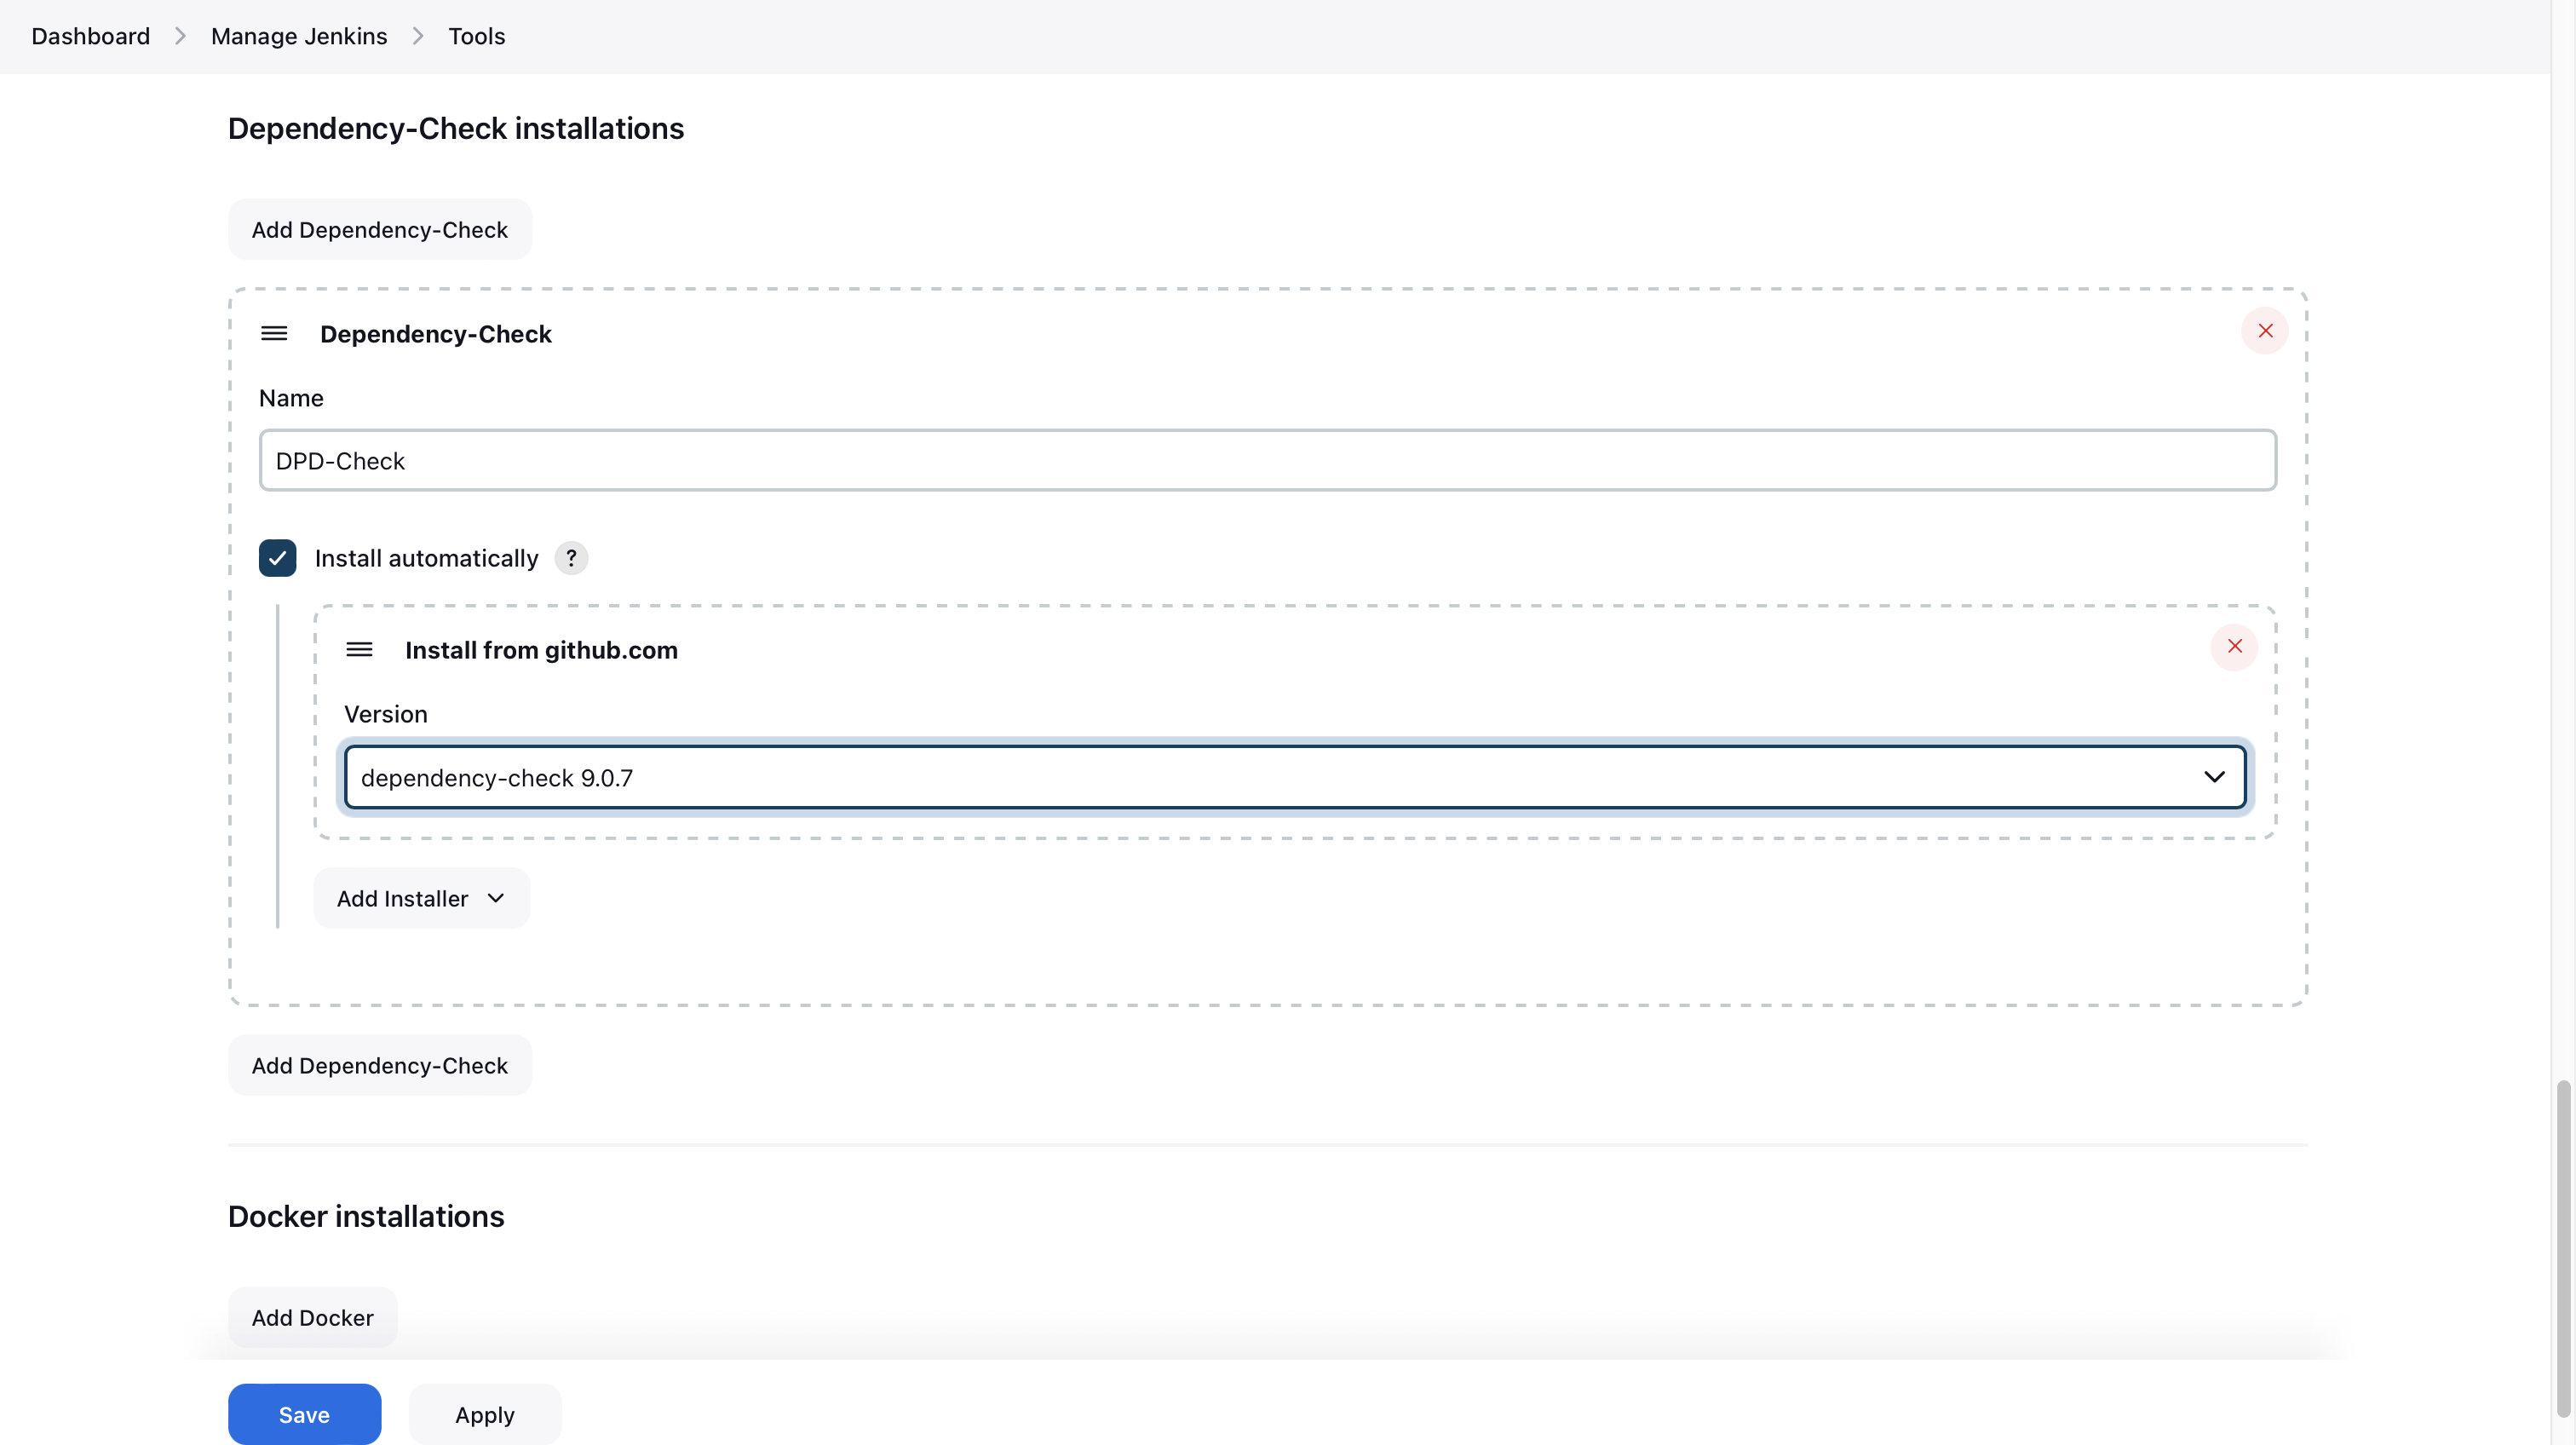 Dashboard > Manage Jenkins > Tools
Dependency-Check installations
Add Dependency-Check
Dependency-Check
Name
DPD-Check
Install automatically ?
Install from github.com
Version
dependency-check 9.0.7
Add Installer
Add Dependency-Check
Docker installations
Add Docker
Save Apply